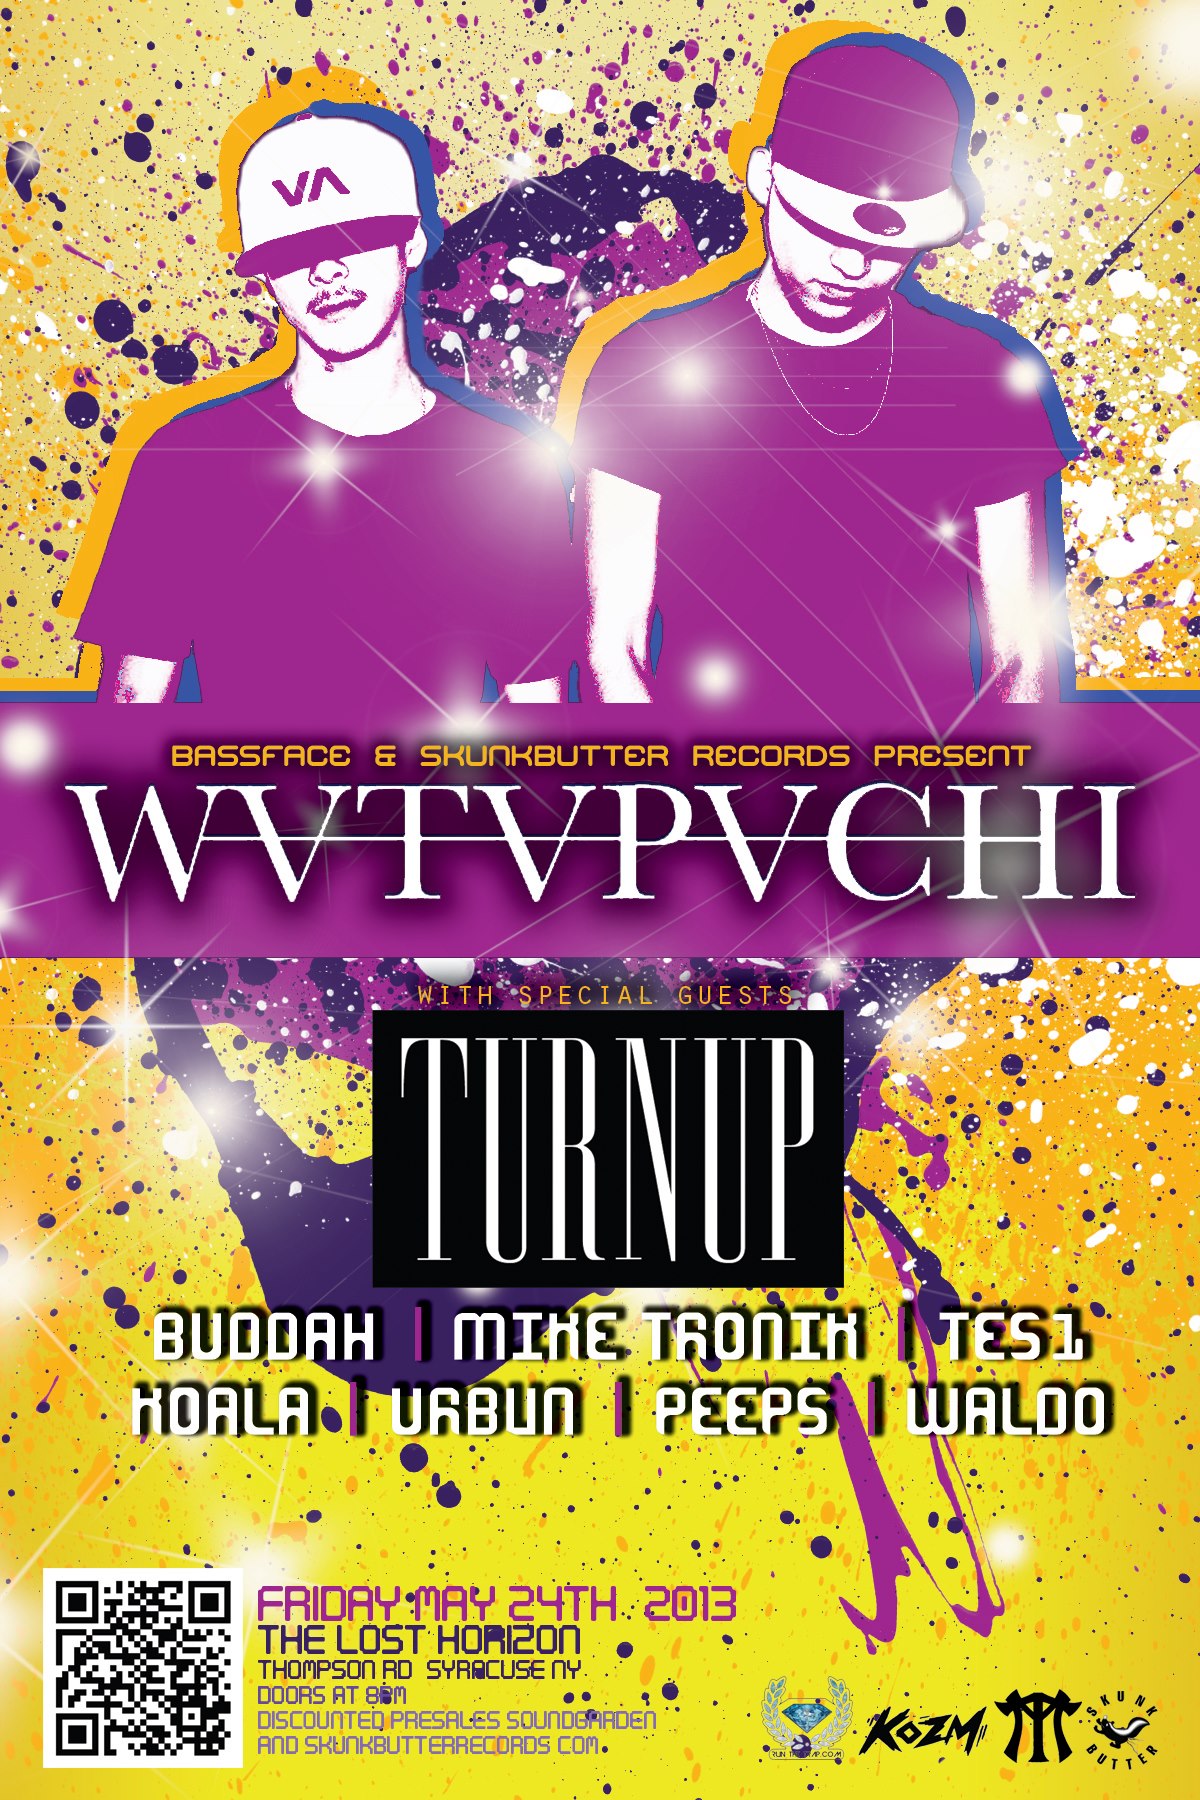 VA
BASSFACE & SKUNKBUTTER RECORDS PRESENT
WVTVPVCHI
WITH SPECIAL GUESTS
TURNUP
BUDDAH | MIKE TRONIK | TES1
KOALA | URBUN | PEEPS | WALDO
FRIDAY MAY 24TH 2013
THE LOST HORIZON
THOMPSON RD SYRACUSE NY
DOORS AT 8PM
DISCOUNTED PRESALES SOUNDGARDEN
AND SKUNKBUTTERRECORDS COM
KOZM
SKUNK
BUTTER